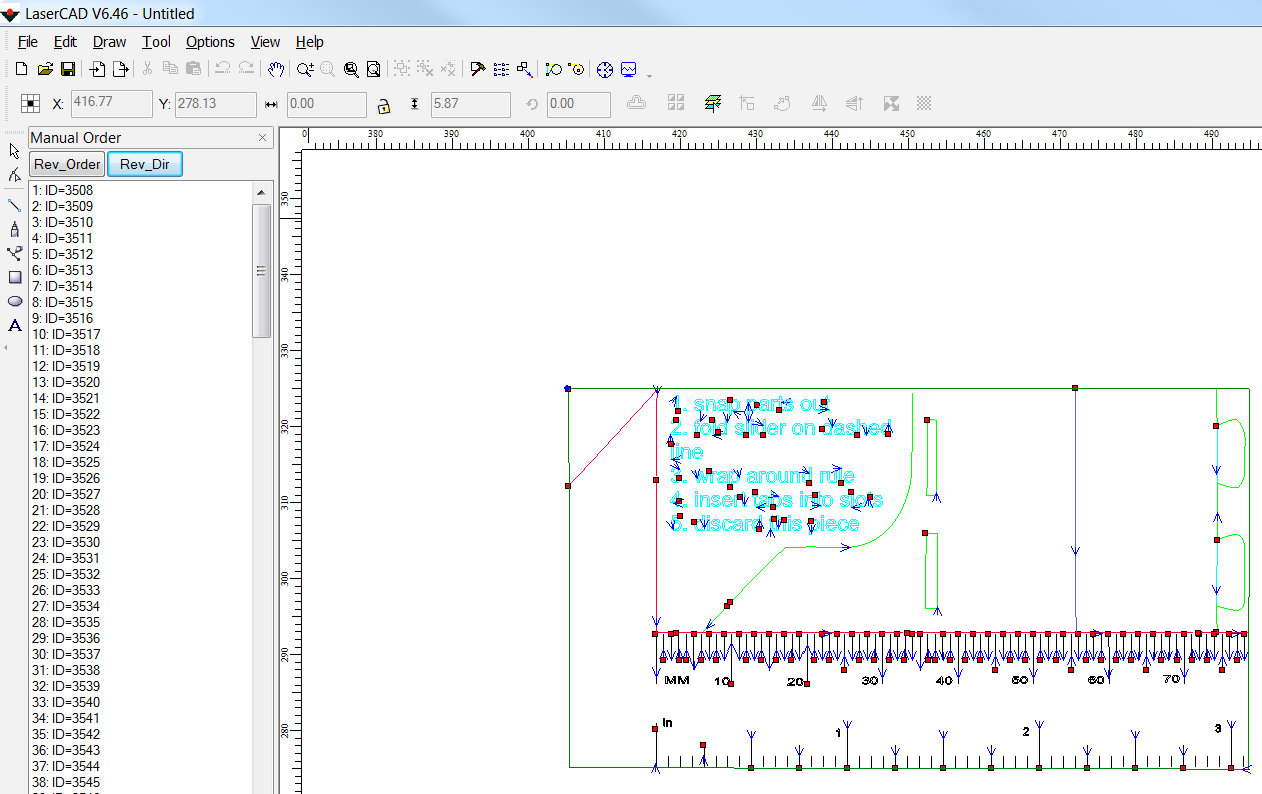 LaserCAD V6.46 - Untitled
File Edit Draw Tool Options View Help
X: 416.77 Y: 278.13 0.00 5.87 0.00
Manual Order
Rev_Order Rev_Dir
0 380 390 400 410 420 430 440 450 460 470 480 490
1: ID=3508
2: ID=3509
3: ID=3510
4: ID=3511
5: ID=3512
6: ID=3513
7: ID=3514
8: ID=3515
9: ID=3516
10: ID=3517
11: ID=3518
12: ID=3519
13: ID=3520
14: ID=3521
15: ID=3522
16: ID=3523
17: ID=3524
18: ID=3525
19: ID=3526
20: ID=3527
21: ID=3528
22: ID=3529
23: ID=3530
24: ID=3531
25: ID=3532
26: ID=3533
27: ID=3534
28: ID=3535
29: ID=3536
30: ID=3537
31: ID=3538
32: ID=3539
33: ID=3540
34: ID=3541
35: ID=3542
36: ID=3543
37: ID=3544
38: ID=3545
350
340
330
320
310
300
290
280
1. snap parts out
2. fold slider on dashed
line
3. wrap around rule
4. insert tabs into slots
5. discard this piece
MM 10 20 30 40 50 60 70
In
1 2 3